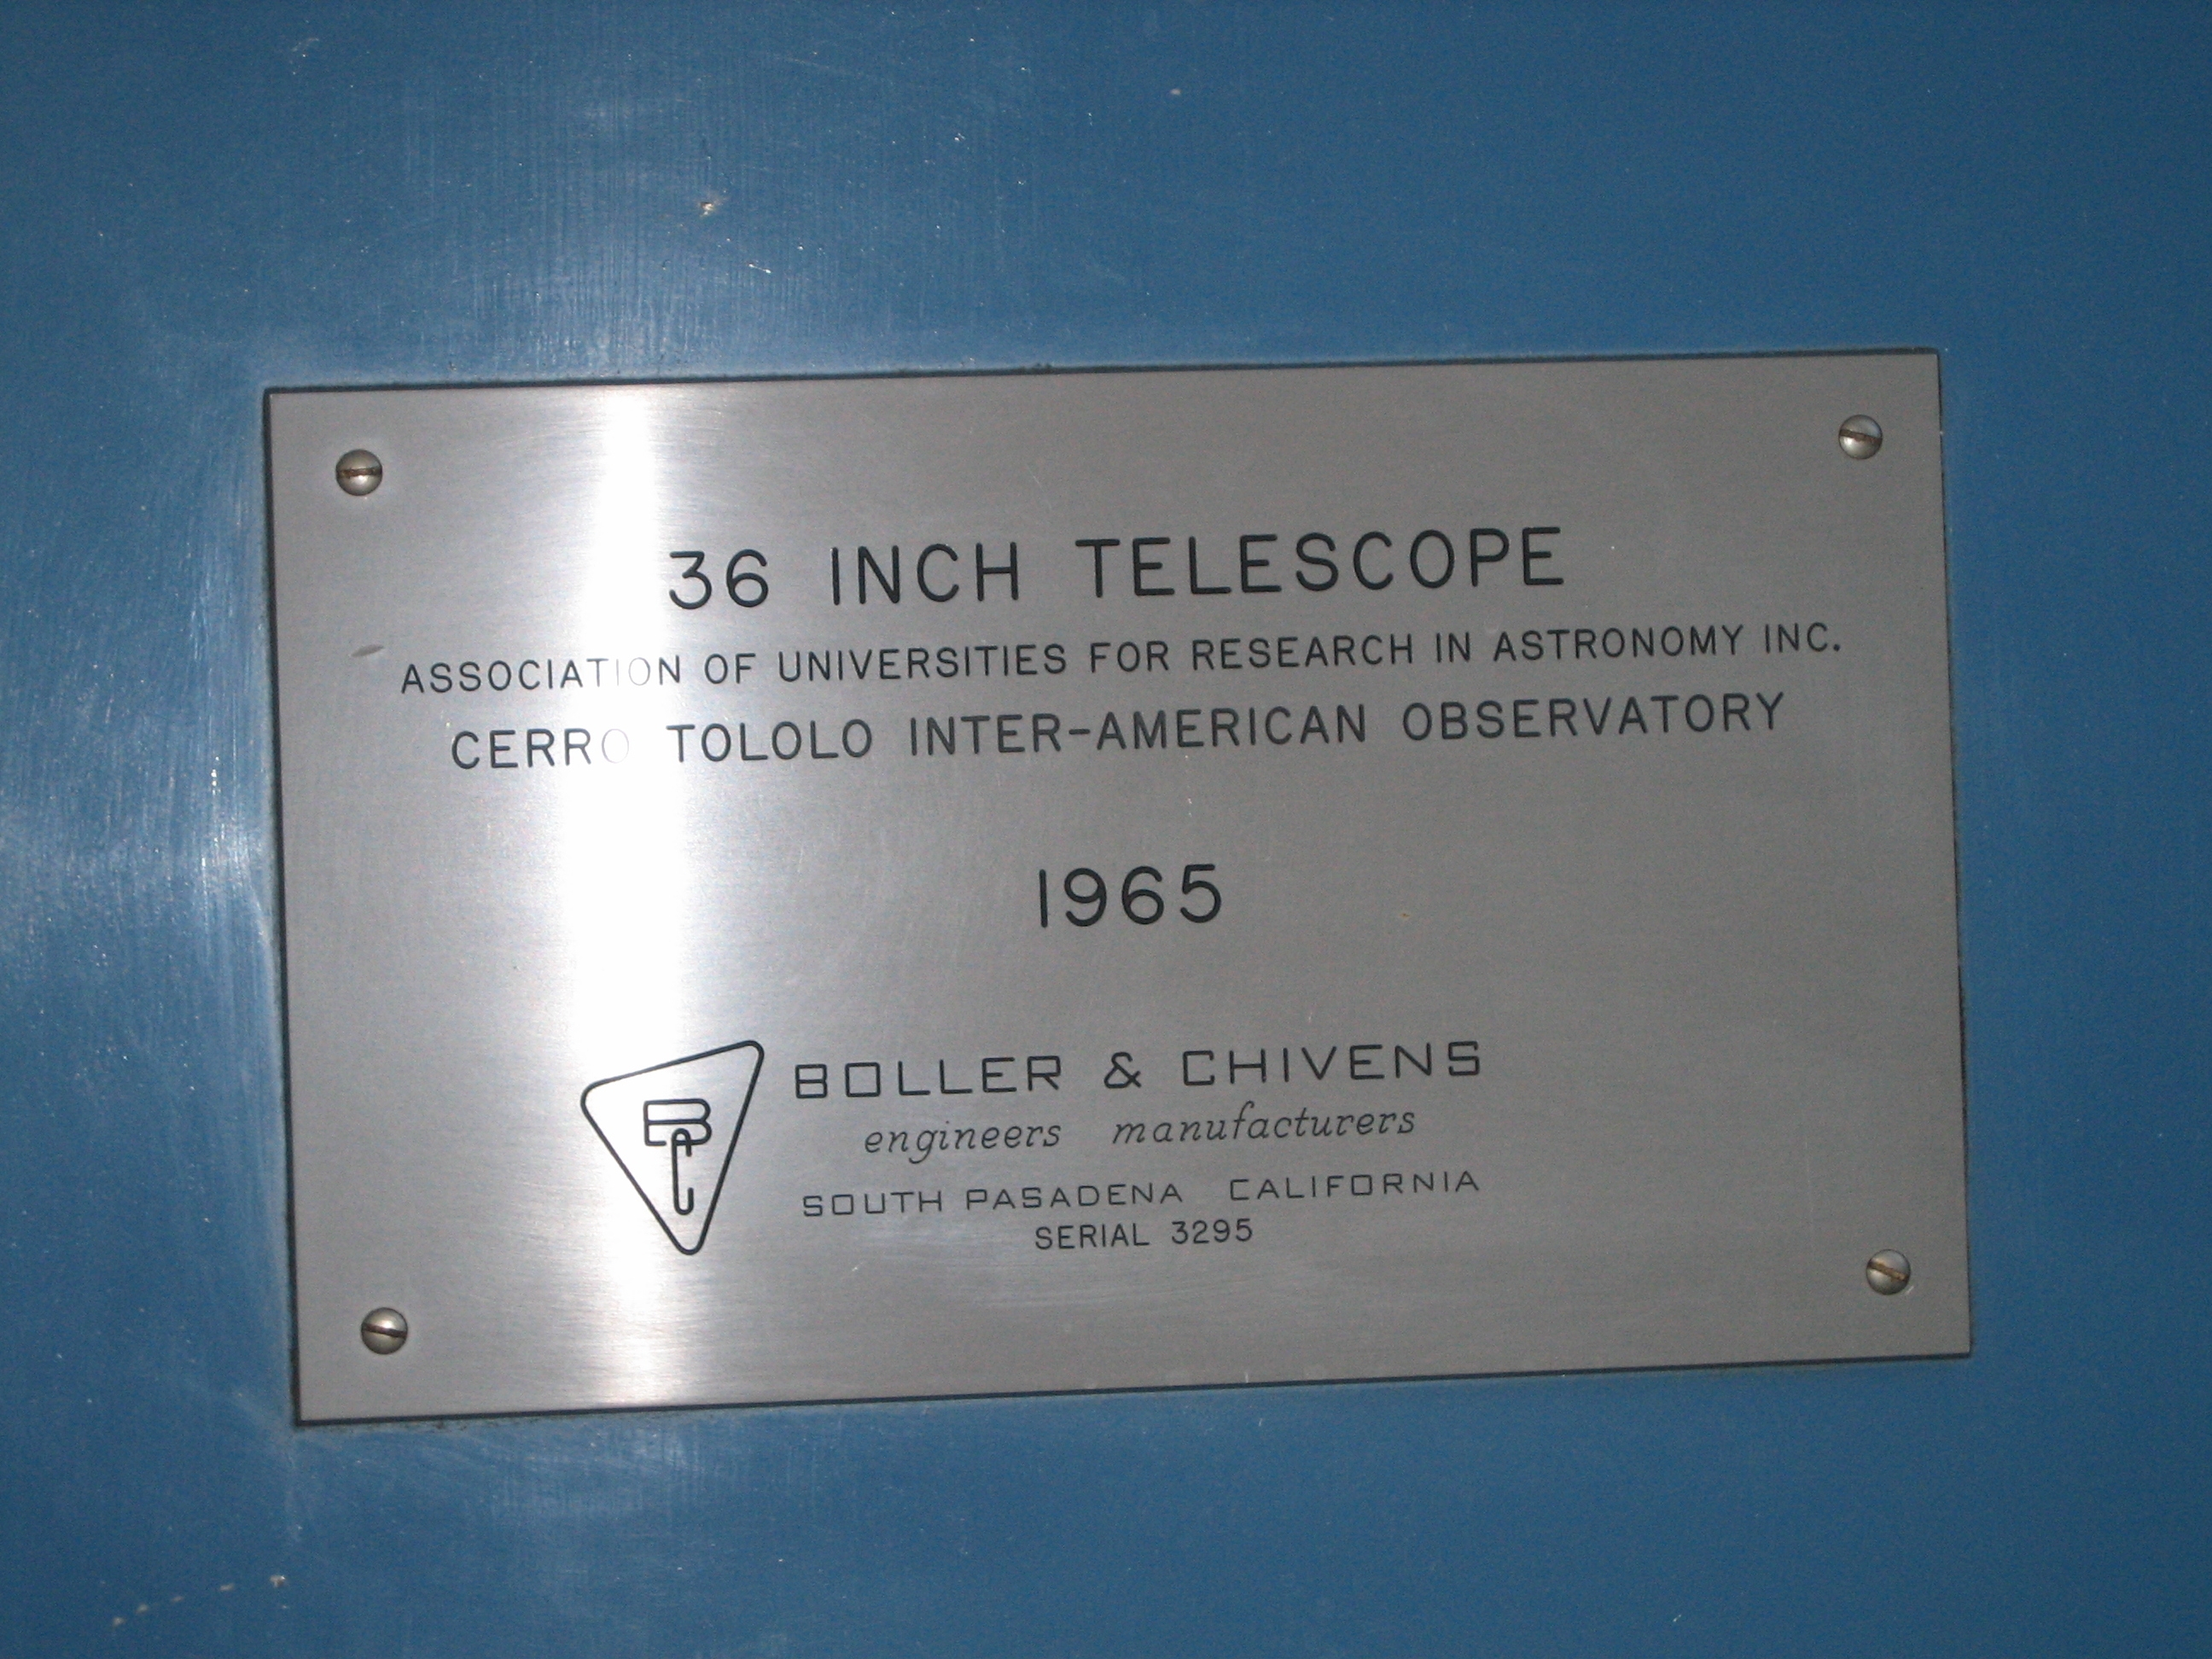 36 INCH TELESCOPE
ASSOCIATION OF UNIVERSITIES FOR RESEARCH IN ASTRONOMY INC.
CERRO TOLOLO INTER-AMERICAN OBSERVATORY
1965
BC
BOLLER & CHIVENS
engineers manufacturers
SOUTH PASADENA CALIFORNIA
SERIAL 3295